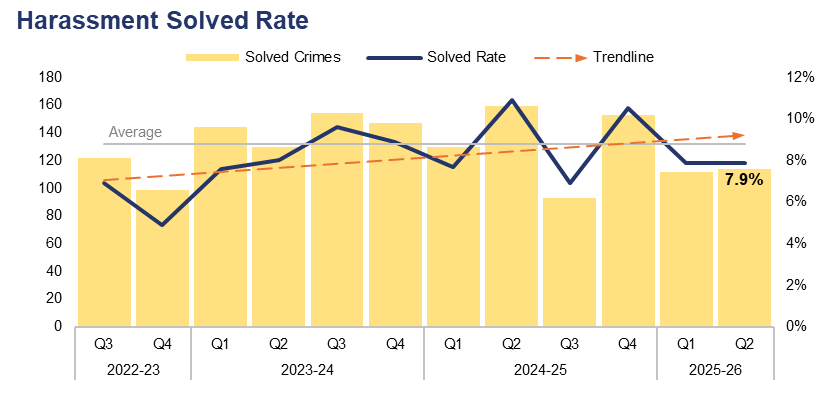 Harassment Solved Rate
Solved Crimes Solved Rate Trendline
180 12%
160 10%
140 Average
120 8%
100 6%
80
60 4%
40 2%
20
0 0%
7.9%
Q3 Q4 Q1 Q2 Q3 Q4 Q1 Q2 Q3 Q4 Q1 Q2
2022-23 2023-24 2024-25 2025-26